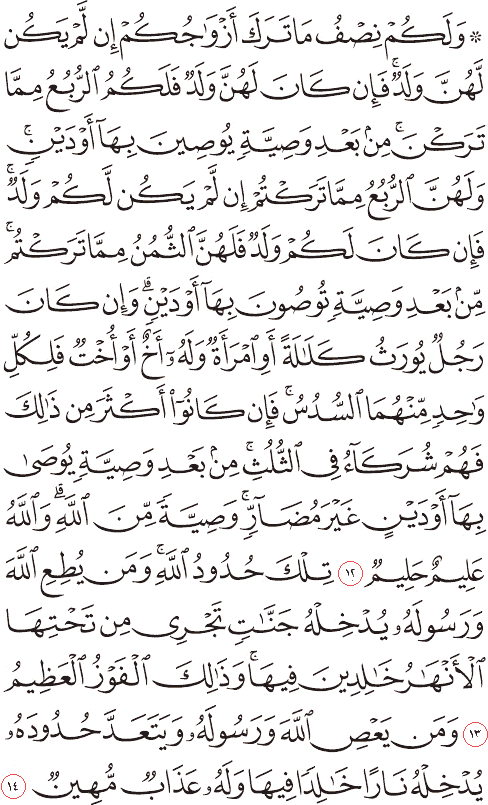 ۞ وَلَكُمْ نِصْفُ مَا تَرَكَ أَزْوَٰجُكُمْ إِن لَّمْ يَكُن
لَّهُنَّ وَلَدٌ ۚ فَإِن كَانَ لَهُنَّ وَلَدٌ فَلَكُمُ ٱلرُّبُعُ مِمَّا
تَرَكْنَ ۚ مِنۢ بَعْدِ وَصِيَّةٍ يُوصِينَ بِهَآ أَوْ دَيْنٍ ۚ
وَلَهُنَّ ٱلرُّبُعُ مِمَّا تَرَكْتُمْ إِن لَّمْ يَكُن لَّكُمْ وَلَدٌ ۚ
فَإِن كَانَ لَكُمْ وَلَدٌ فَلَهُنَّ ٱلثُّمُنُ مِمَّا تَرَكْتُم ۚ
مِّنۢ بَعْدِ وَصِيَّةٍ تُوصُونَ بِهَآ أَوْ دَيْنٍ ۗ وَإِن كَانَ
رَجُلٌ يُورَثُ كَلَـٰلَةً أَوِ ٱمْرَأَةٌ وَلَهُۥٓ أَخٌ أَوْ أُخْتٌ فَلِكُلِّ
وَٰحِدٍ مِّنْهُمَا ٱلسُّدُسُ ۚ فَإِن كَانُوٓا۟ أَكْثَرَ مِن ذَٰلِكَ
فَهُمْ شُرَكَآءُ فِى ٱلثُّلُثِ ۚ مِنۢ بَعْدِ وَصِيَّةٍ يُوصَىٰ
بِهَآ أَوْ دَيْنٍ غَيْرَ مُضَآرٍّ ۚ وَصِيَّةً مِّنَ ٱللَّهِ ۗ وَٱللَّهُ
عَلِيمٌ حَلِيمٌ ١٢ تِلْكَ حُدُودُ ٱللَّهِ ۚ وَمَن يُطِعِ ٱللَّهَ
وَرَسُولَهُۥ يُدْخِلْهُ جَنَّـٰتٍ تَجْرِى مِن تَحْتِهَا
ٱلْأَنْهَـٰرُ خَـٰلِدِينَ فِيهَا ۚ وَذَٰلِكَ ٱلْفَوْزُ ٱلْعَظِيمُ
١٣ وَمَن يَعْصِ ٱللَّهَ وَرَسُولَهُۥ وَيَتَعَدَّ حُدُودَهُۥ
يُدْخِلْهُ نَارًا خَـٰلِدًا فِيهَا وَلَهُۥ عَذَابٌ مُّهِينٌ ١٤